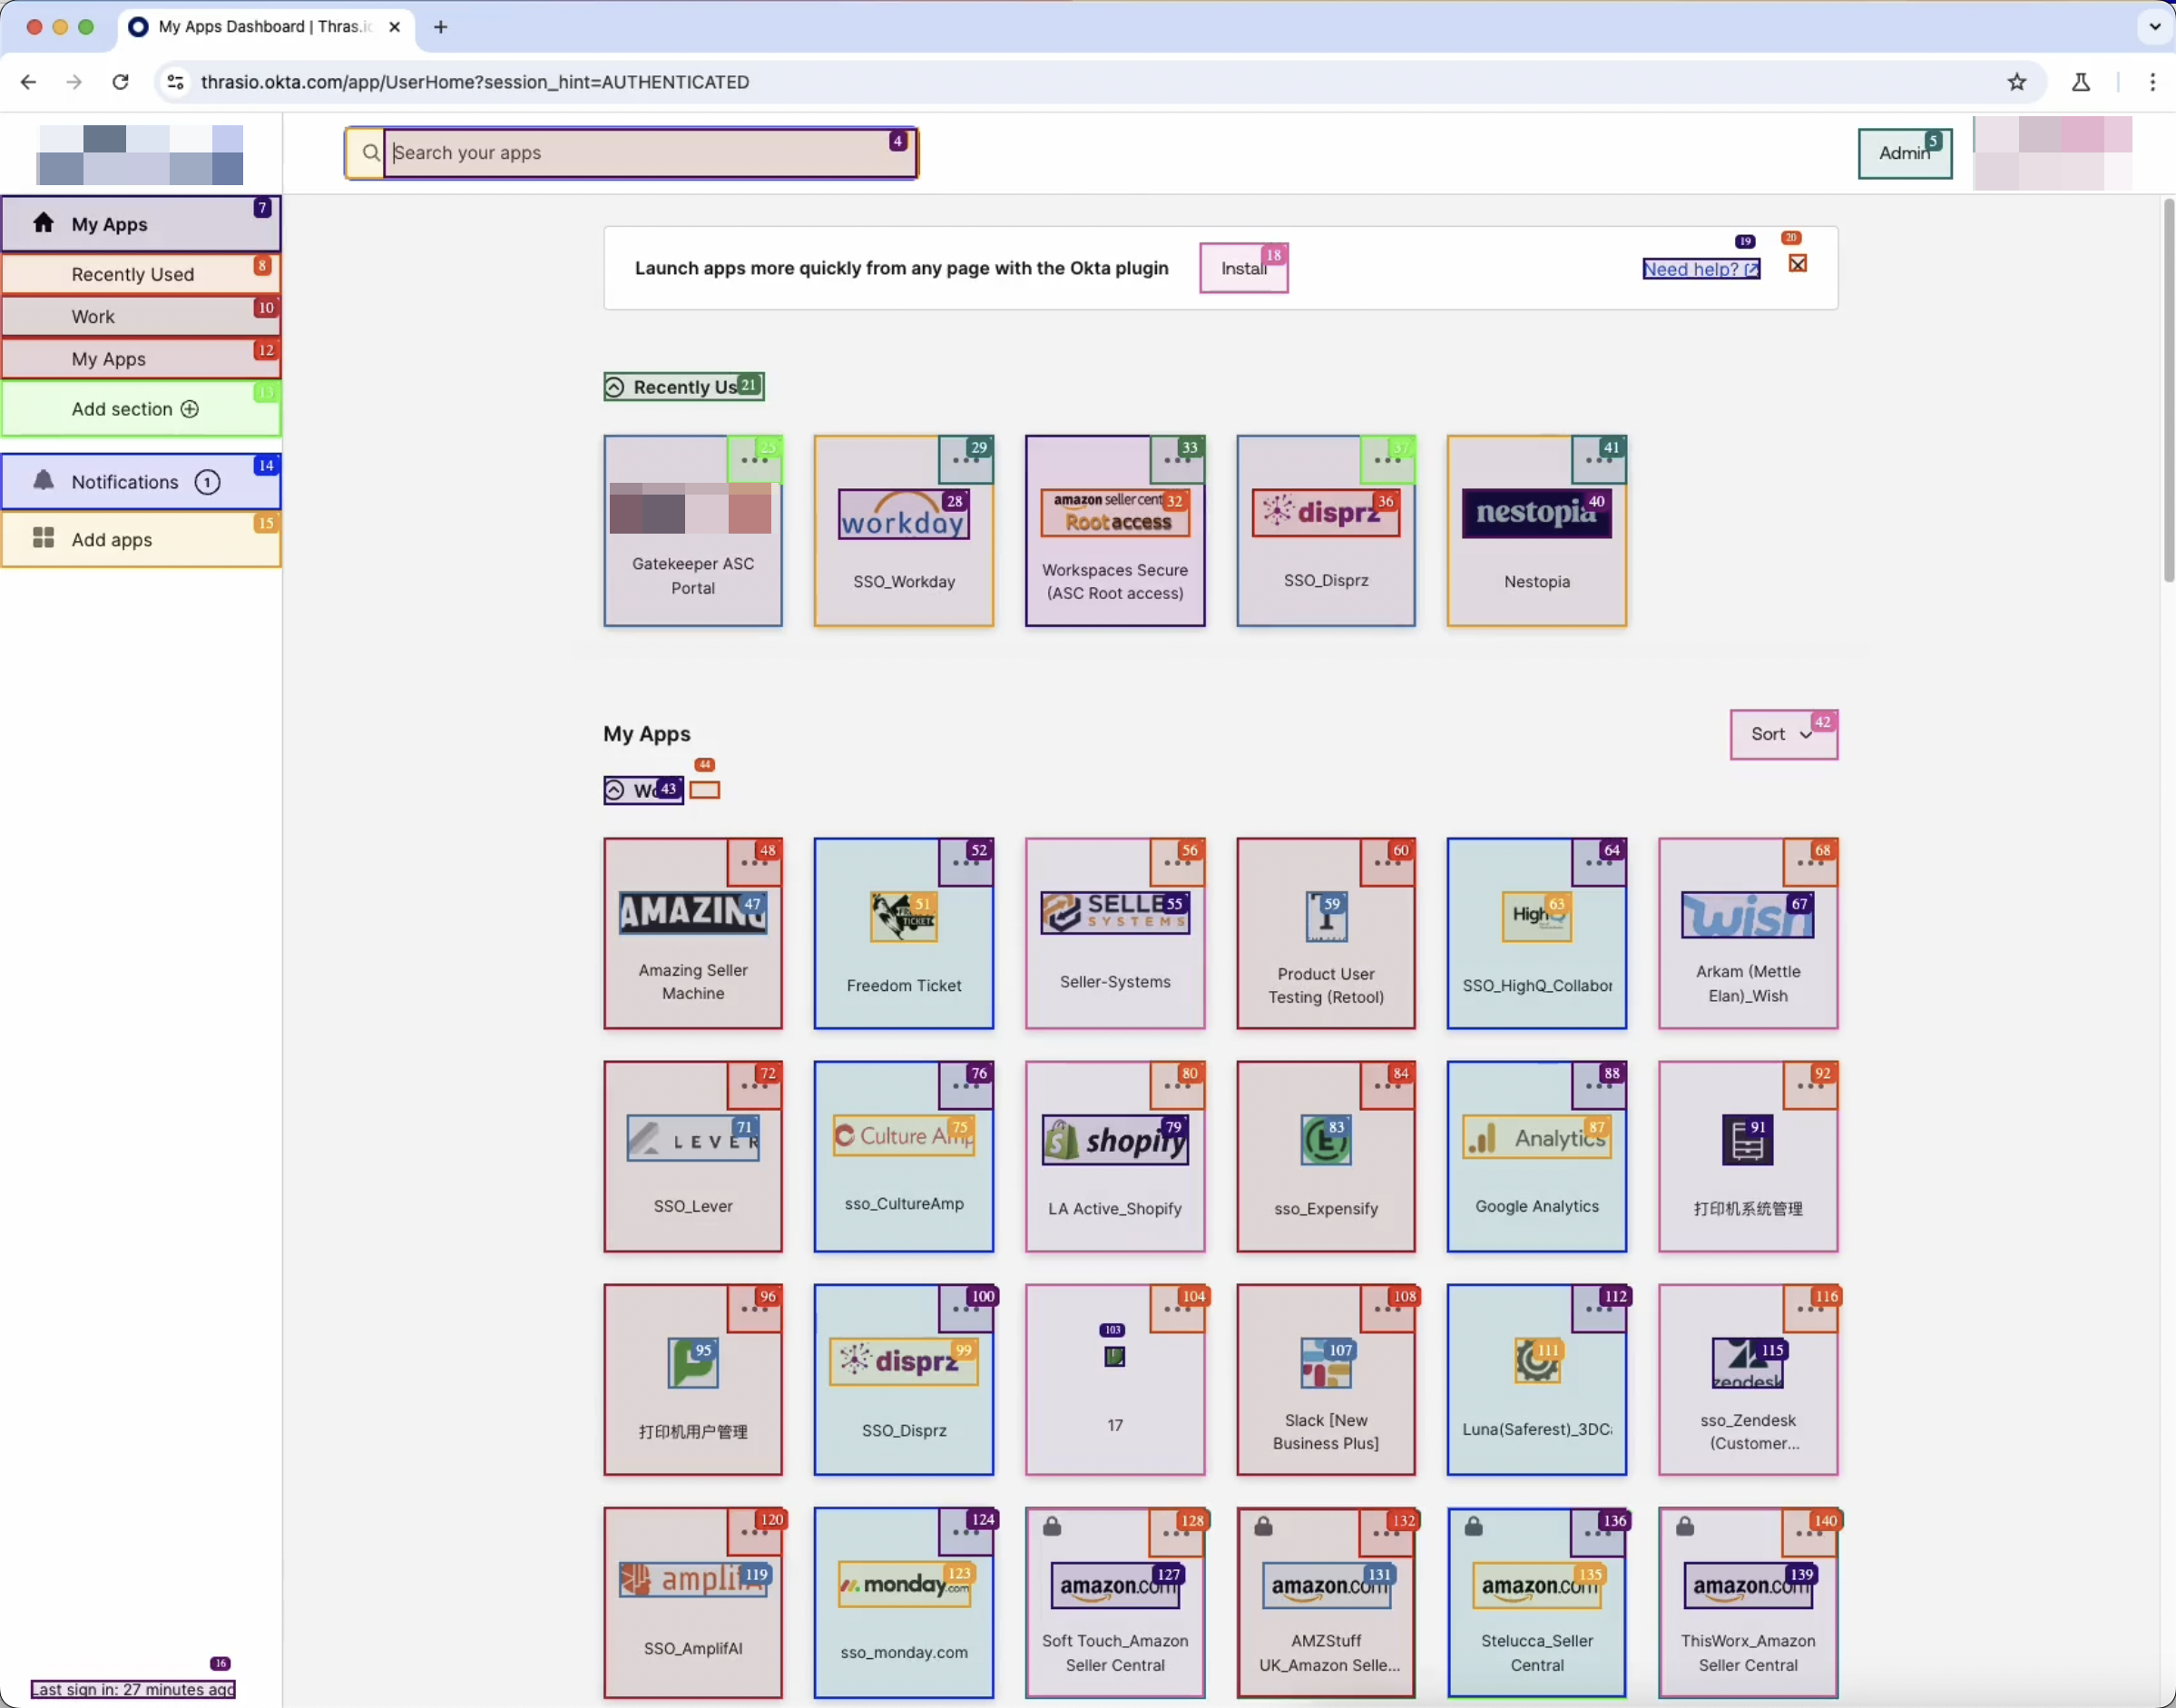 My Apps Dashboard | Thras.io
thrasio.okta.com/app/UserHome?session_hint=AUTHENTICATED
Search your apps
4
Admin
5
My Apps
7
Recently Used
8
Work
10
My Apps
12
Add section
13
Notifications
1
14
Add apps
15
16
Last sign in: 27 minutes ago
Launch apps more quickly from any page with the Okta plugin
Install
18
19
Need help?
20
Recently Us
21
25
Gatekeeper ASC
Portal
29
28
workday
SSO_Workday
33
amazon seller cent
32
Root access
Workspaces Secure
(ASC Root access)
37
36
disprz
SSO_Disprz
41
40
nestopia
Nestopia
My Apps
Sort
42
44
43
48
AMAZING
47
Amazing Seller
Machine
52
51
TICKET
Freedom Ticket
56
SELLE
55
SYSTEMS
Seller-Systems
60
59
T
Product User
Testing (Retool)
64
63
High
SSO_HighQ_Collabor
68
67
wish
Arkam (Mettle
Elan)_Wish
72
71
LEVER
SSO_Lever
76
75
Culture Amp
sso_CultureAmp
80
79
shopify
LA Active_Shopify
84
83
E
sso_Expensify
88
87
Analytics
Google Analytics
92
91
打印机系统管理
96
95
打印机用户管理
100
99
disprz
SSO_Disprz
104
103
17
108
107
Slack [New
Business Plus]
112
111
Luna(Saferest)_3DC
116
115
zendesk
sso_Zendesk
(Customer...
120
119
amplif
SSO_AmplifAI
124
123
monday.com
sso_monday.com
128
127
amazon.com
Soft Touch_Amazon
Seller Central
132
131
amazon.com
AMZStuff
UK_Amazon Selle...
136
135
amazon.com
Stelucca_Seller
Central
140
139
amazon.com
ThisWorx_Amazon
Seller Central